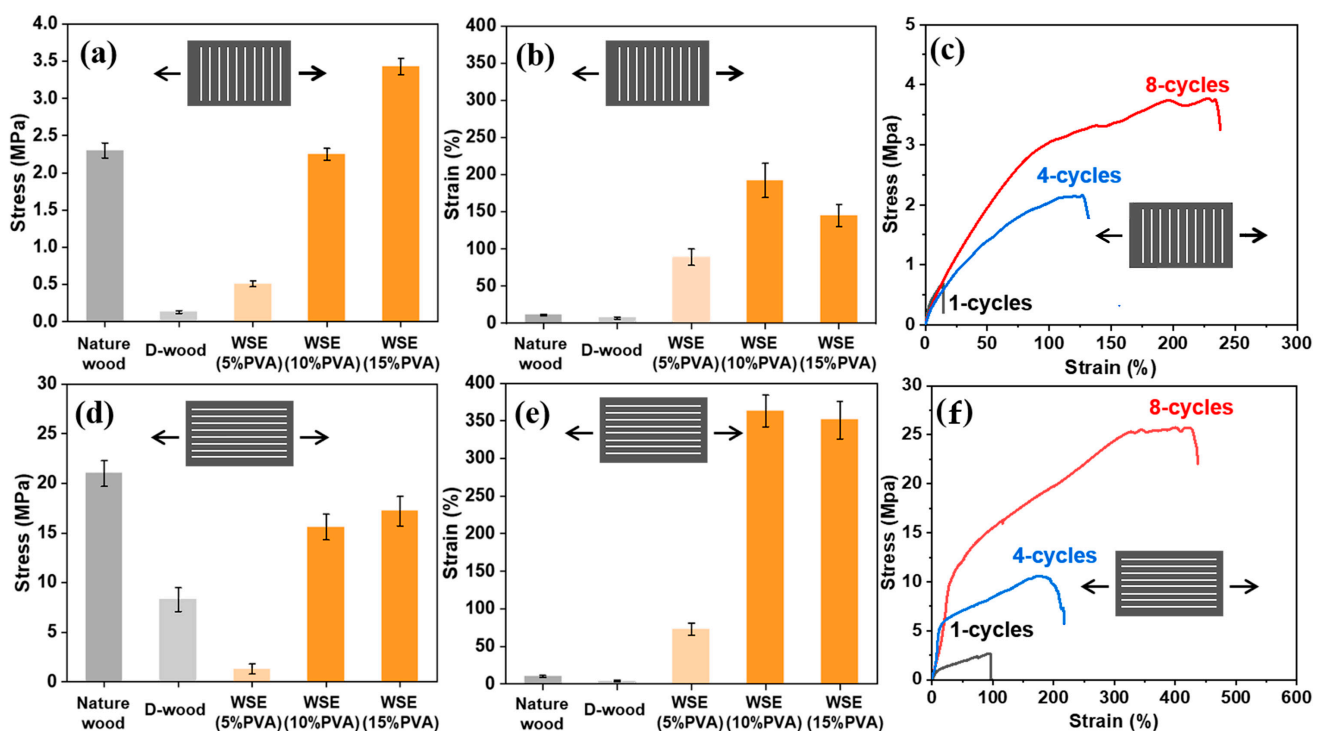 (a)
Stress (MPa)
4.0
3.5
3.0
2.5
2.0
1.5
1.0
0.5
0.0
Nature wood
D-wood
WSE (5%PVA)
WSE (10%PVA)
WSE (15%PVA)
(b)
Strain (%)
400
350
300
250
200
150
100
50
0
Nature wood
D-wood
WSE (5%PVA)
WSE (10%PVA)
WSE (15%PVA)
(c)
Stress (Mpa)
5
4
3
2
1
0
8-cycles
4-cycles
1-cycles
0 50 100 150 200 250 300
Strain (%)
(d)
Stress (MPa)
30
25
20
15
10
5
0
Nature wood
D-wood
WSE (5%PVA)
WSE (10%PVA)
WSE (15%PVA)
(e)
Strain (%)
400
350
300
250
200
150
100
50
0
Nature wood
D-wood
WSE (5%PVA)
WSE (10%PVA)
WSE (15%PVA)
(f)
Stress (Mpa)
30
25
20
15
10
5
0
8-cycles
4-cycles
1-cycles
0 100 200 300 400 500 600
Strain (%)